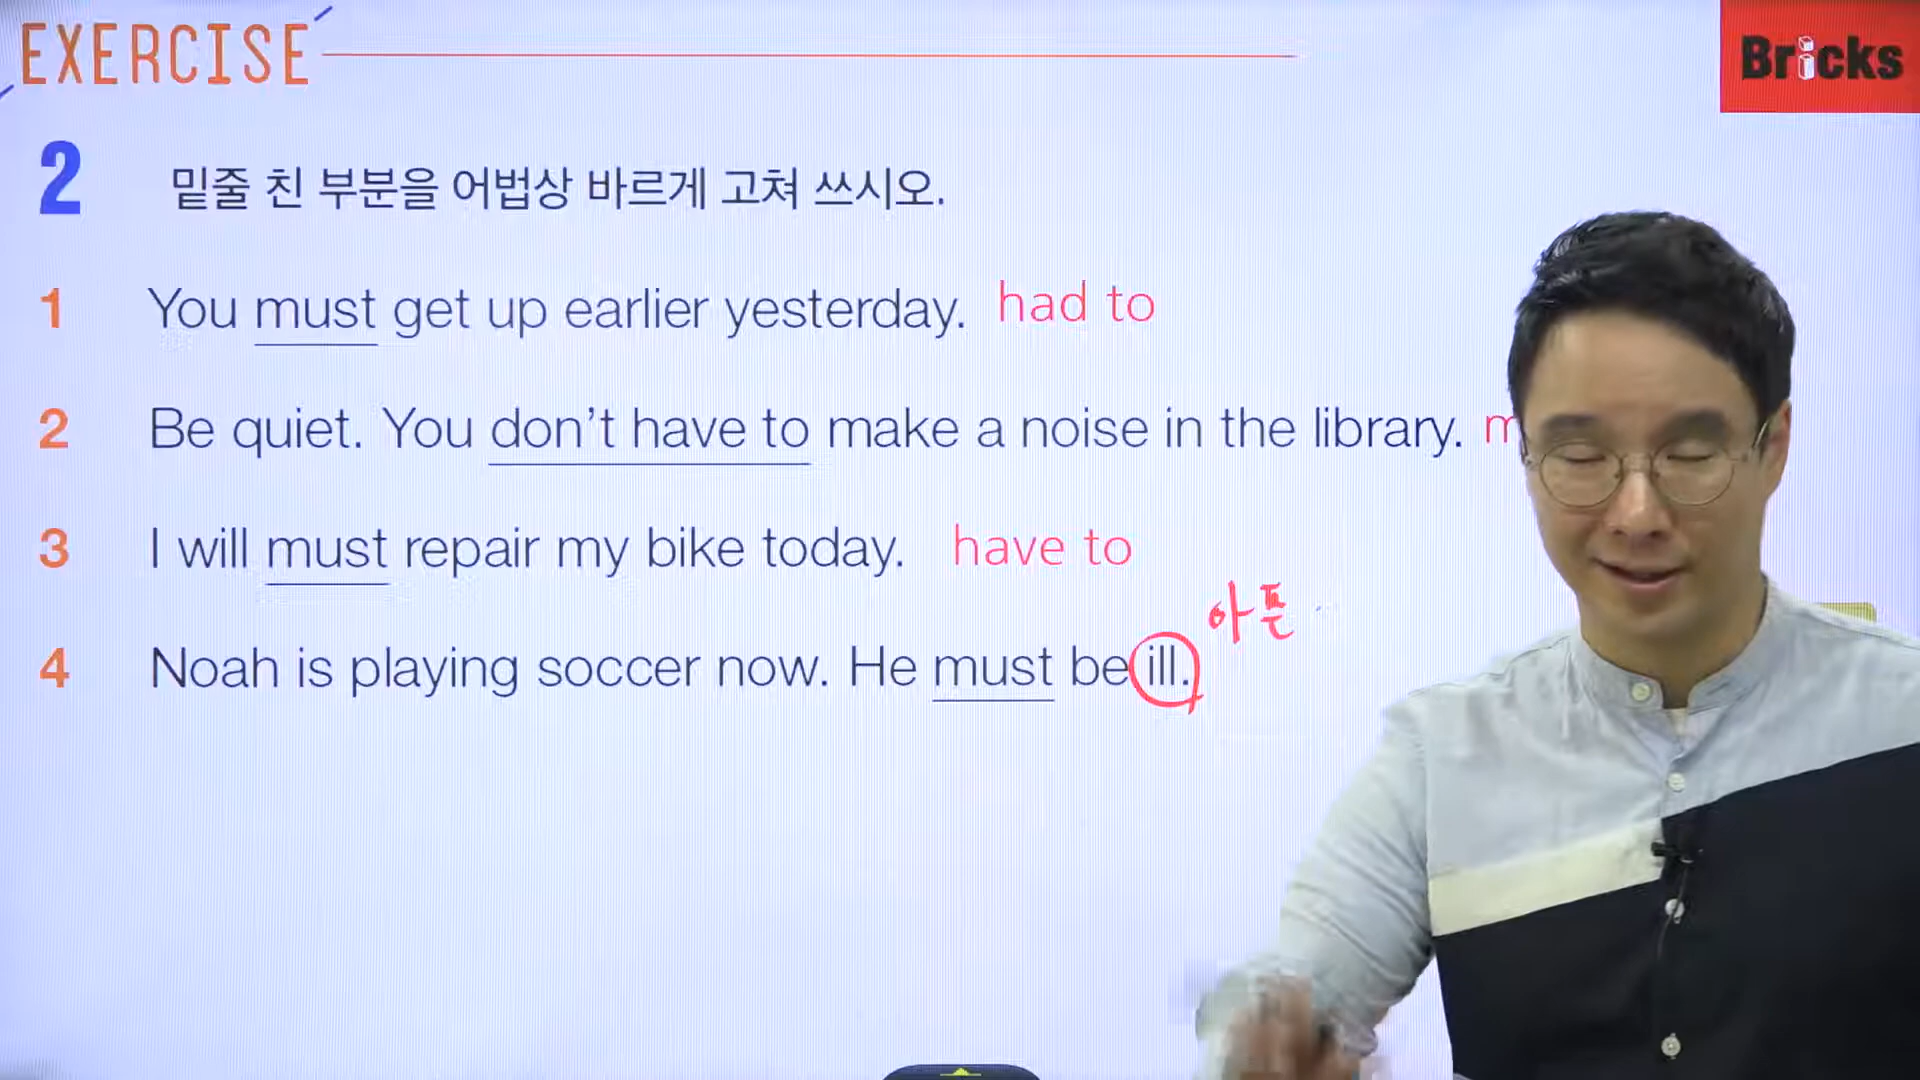 EXERCISE
Bricks
2 밑줄 친 부분을 어법상 바르게 고쳐 쓰시오.
1 You must get up earlier yesterday. had to
2 Be quiet. You don't have to make a noise in the library.
3 I will must repair my bike today. have to
아픈
4 Noah is playing soccer now. He must be ill.